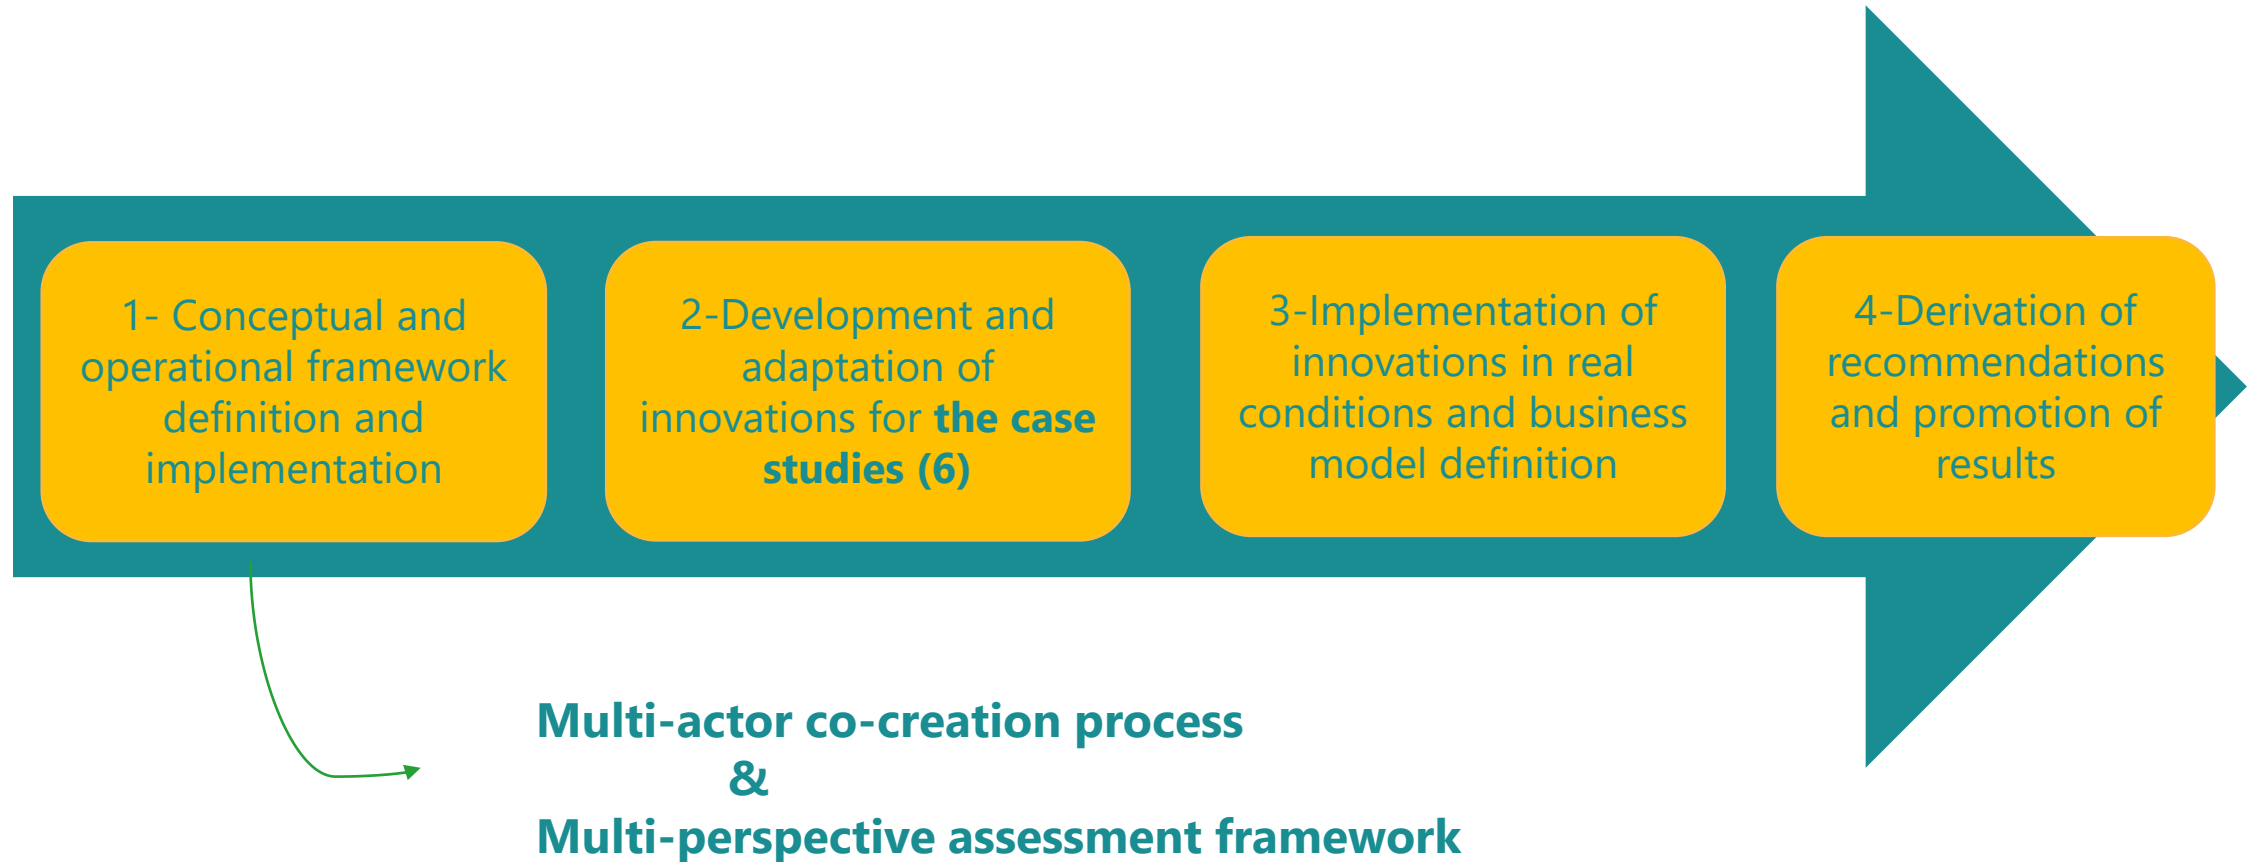 1- Conceptual and
operational framework
definition and
implementation
2-Development and
adaptation of
innovations for the case
studies (6)
3-Implementation of
innovations in real
conditions and business
model definition
4-Derivation of
recommendations
and promotion of
results
Multi-actor co-creation process
&
Multi-perspective assessment framework